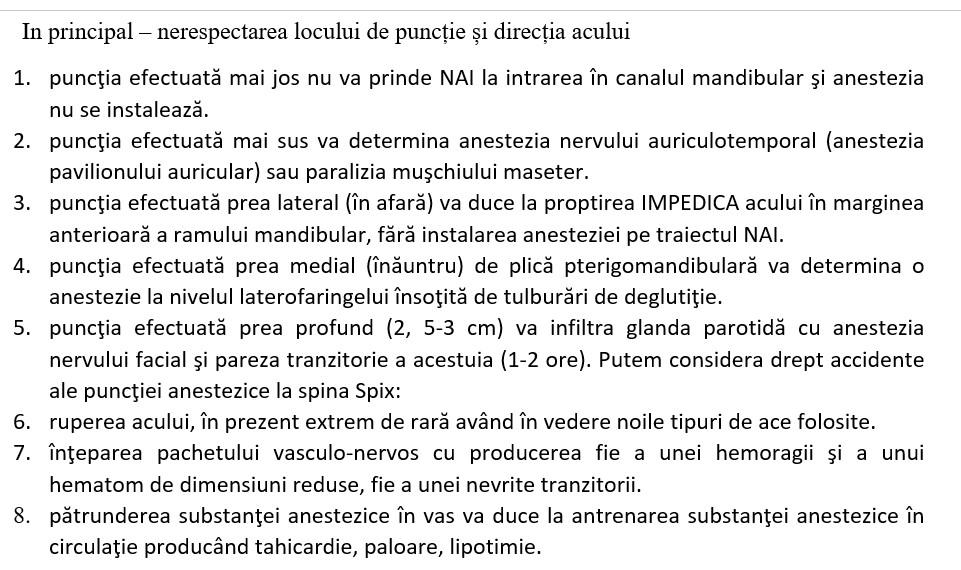 In principal – nerespectarea locului de puncție și direcția acului
1. puncţia efectuată mai jos nu va prinde NAI la intrarea în canalul mandibular şi anestezia
nu se instalează.
2. puncţia efectuată mai sus va determina anestezia nervului auriculotemporal (anestezia
pavilionului auricular) sau paralizia muşchiului maseter.
3. puncţia efectuată prea lateral (în afară) va duce la proptirea IMPEDICA acului în marginea
anterioară a ramului mandibular, fără instalarea anesteziei pe traiectul NAI.
4. puncţia efectuată prea medial (înăuntru) de plică pterigomandibulară va determina o
anestezie la nivelul laterofaringelui însoţită de tulburări de deglutiţie.
5. puncţia efectuată prea profund (2, 5-3 cm) va infiltra glanda parotidă cu anestezia
nervului facial şi pareza tranzitorie a acestuia (1-2 ore). Putem considera drept accidente
ale puncţiei anestezice la spina Spix:
6. ruperea acului, în prezent extrem de rară având în vedere noile tipuri de ace folosite.
7. înţeparea pachetului vasculo-nervos cu producerea fie a unei hemoragii şi a unui
hematom de dimensiuni reduse, fie a unei nevrite tranzitorii.
8. pătrunderea substanţei anestezice în vas va duce la antrenarea substanţei anestezice în
circulaţie producând tahicardie, paloare, lipotimie.